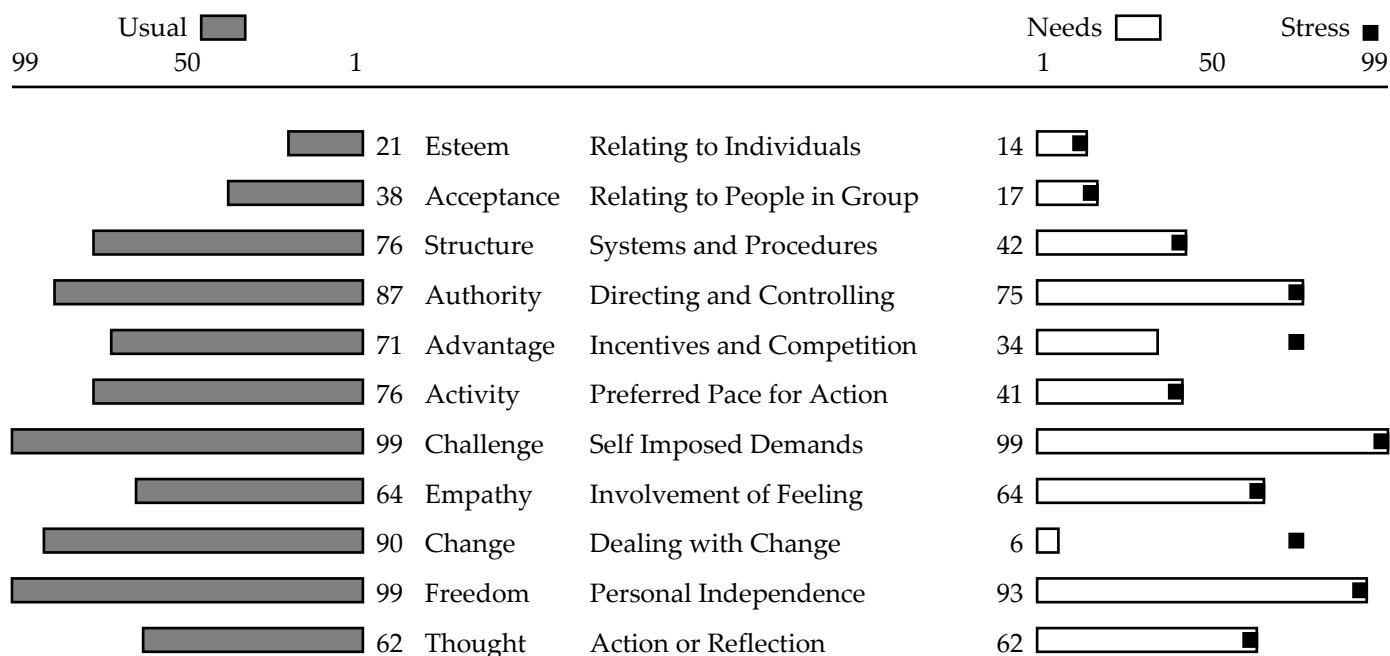 Usual Needs Stress
99 50 1 1 50 99
21 Esteem Relating to Individuals 14
38 Acceptance Relating to People in Group 17
76 Structure Systems and Procedures 42
87 Authority Directing and Controlling 75
71 Advantage Incentives and Competition 34
76 Activity Preferred Pace for Action 41
99 Challenge Self Imposed Demands 99
64 Empathy Involvement of Feeling 64
90 Change Dealing with Change 6
99 Freedom Personal Independence 93
62 Thought Action or Reflection 62